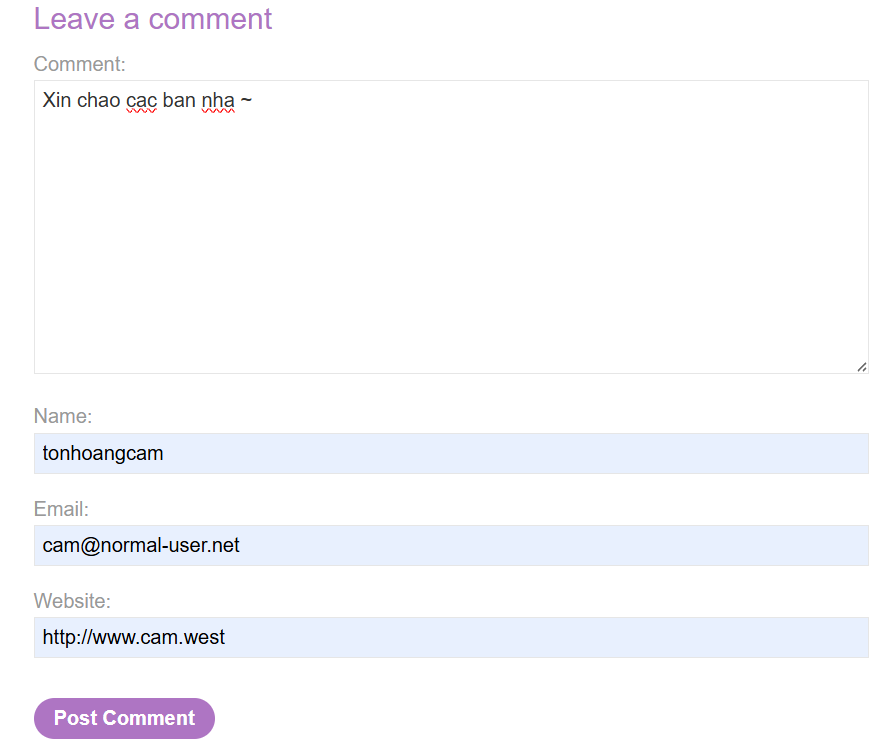 Leave a comment
Comment:
Xin chao cac ban nha ~
Name:
tonhoangcam
Email:
cam@normal-user.net
Website:
http://www.cam.west
Post Comment